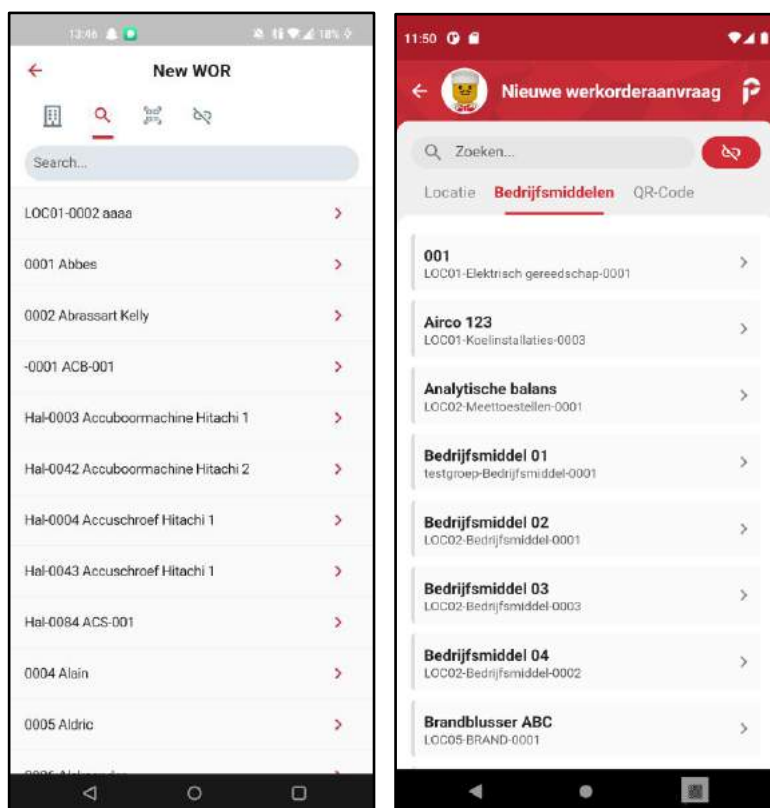 13:46 18%
New WOR
Search...
LOC01-0002 aaaa
0001 Abbes
0002 Abrassart Kelly
-0001 ACB-001
Hal-0003 Accuboormachine Hitachi 1
Hal-0042 Accuboormachine Hitachi 2
Hal-0004 Accuschroef Hitachi 1
Hal-0043 Accuschroef Hitachi 1
Hal-0084 ACS-001
0004 Alain
0005 Aldric
11:50
Nieuwe werkorderaanvraag
Zoeken...
Locatie Bedrijfsmiddelen QR-Code
001
LOC01-Elektrisch gereedschap-0001
Airco 123
LOC01-Koelinstallaties-0003
Analytische balans
LOC02-Meettoestellen-0001
Bedrijfsmiddel 01
testgroep-Bedrijfsmiddel-0001
Bedrijfsmiddel 02
LOC02-Bedrijfsmiddel-0001
Bedrijfsmiddel 03
LOC02-Bedrijfsmiddel-0003
Bedrijfsmiddel 04
LOC02-Bedrijfsmiddel-0002
Brandblusser ABC
LOC05-BRAND-0001